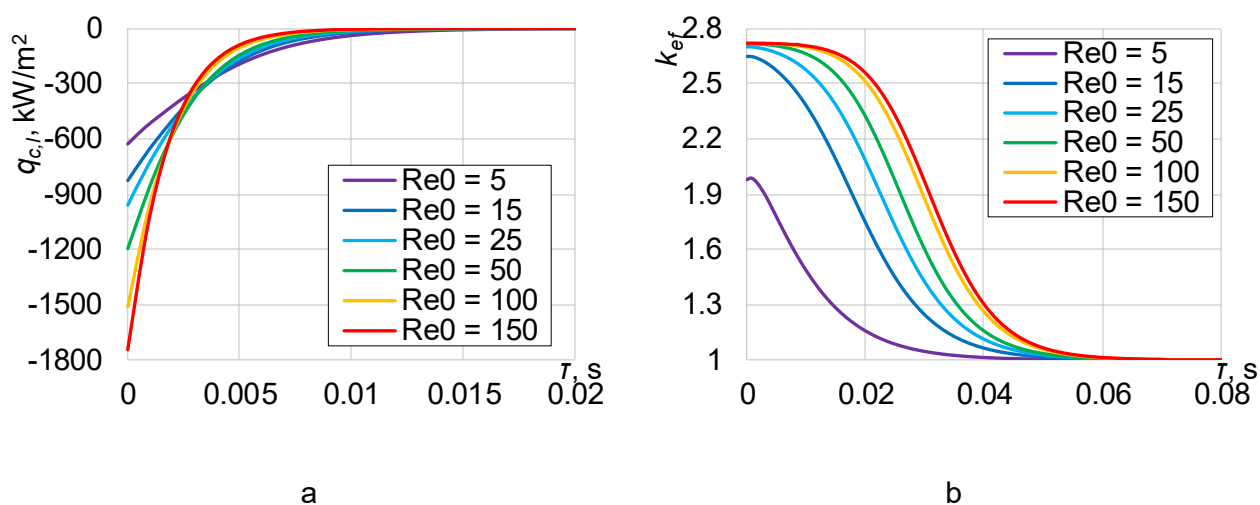 q_{c,l}, kW/m²
0
-300
-600
-900
-1200
-1500
-1800
Re0 = 5
Re0 = 15
Re0 = 25
Re0 = 50
Re0 = 100
Re0 = 150
τ, s
0
0.005
0.01
0.015
0.02
a
k_{ef}
2.8
2.5
2.2
1.9
1.6
1.3
1
Re0 = 5
Re0 = 15
Re0 = 25
Re0 = 50
Re0 = 100
Re0 = 150
τ, s
0
0.02
0.04
0.06
0.08
b